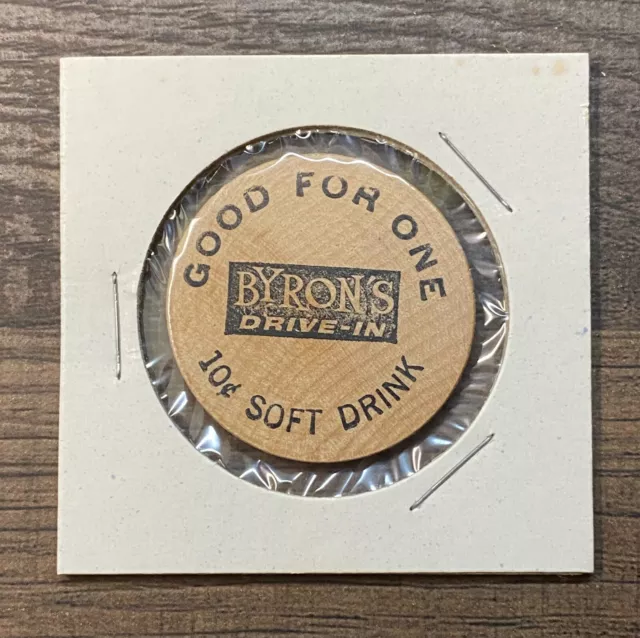 GOOD FOR ONE
BYRON'S
DRIVE-IN
10¢ SOFT DRINK